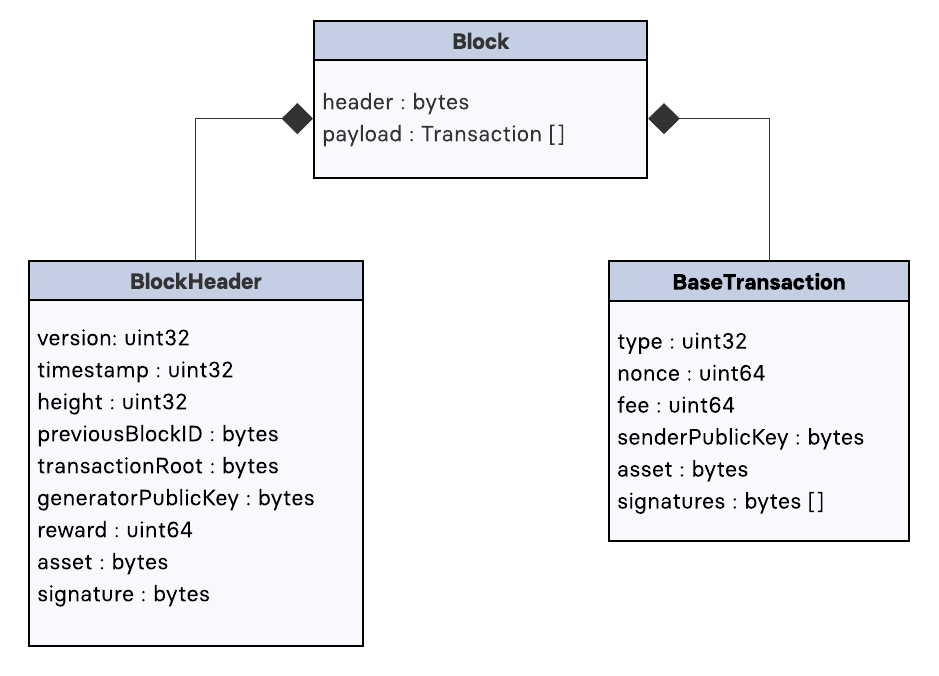 Block
header : bytes
payload : Transaction []
BlockHeader
version: uint32
timestamp : uint32
height : uint32
previousBlockID : bytes
transactionRoot : bytes
generatorPublicKey : bytes
reward : uint64
asset : bytes
signature : bytes
BaseTransaction
type : uint32
nonce : uint64
fee : uint64
senderPublicKey : bytes
asset : bytes
signatures : bytes []